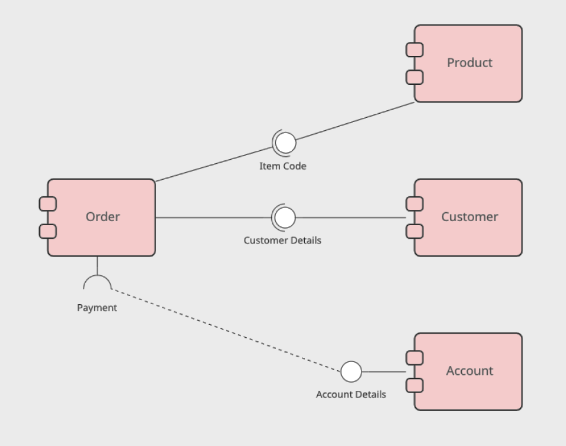 Product
Item Code
Order
Customer
Customer Details
Payment
Account
Account Details